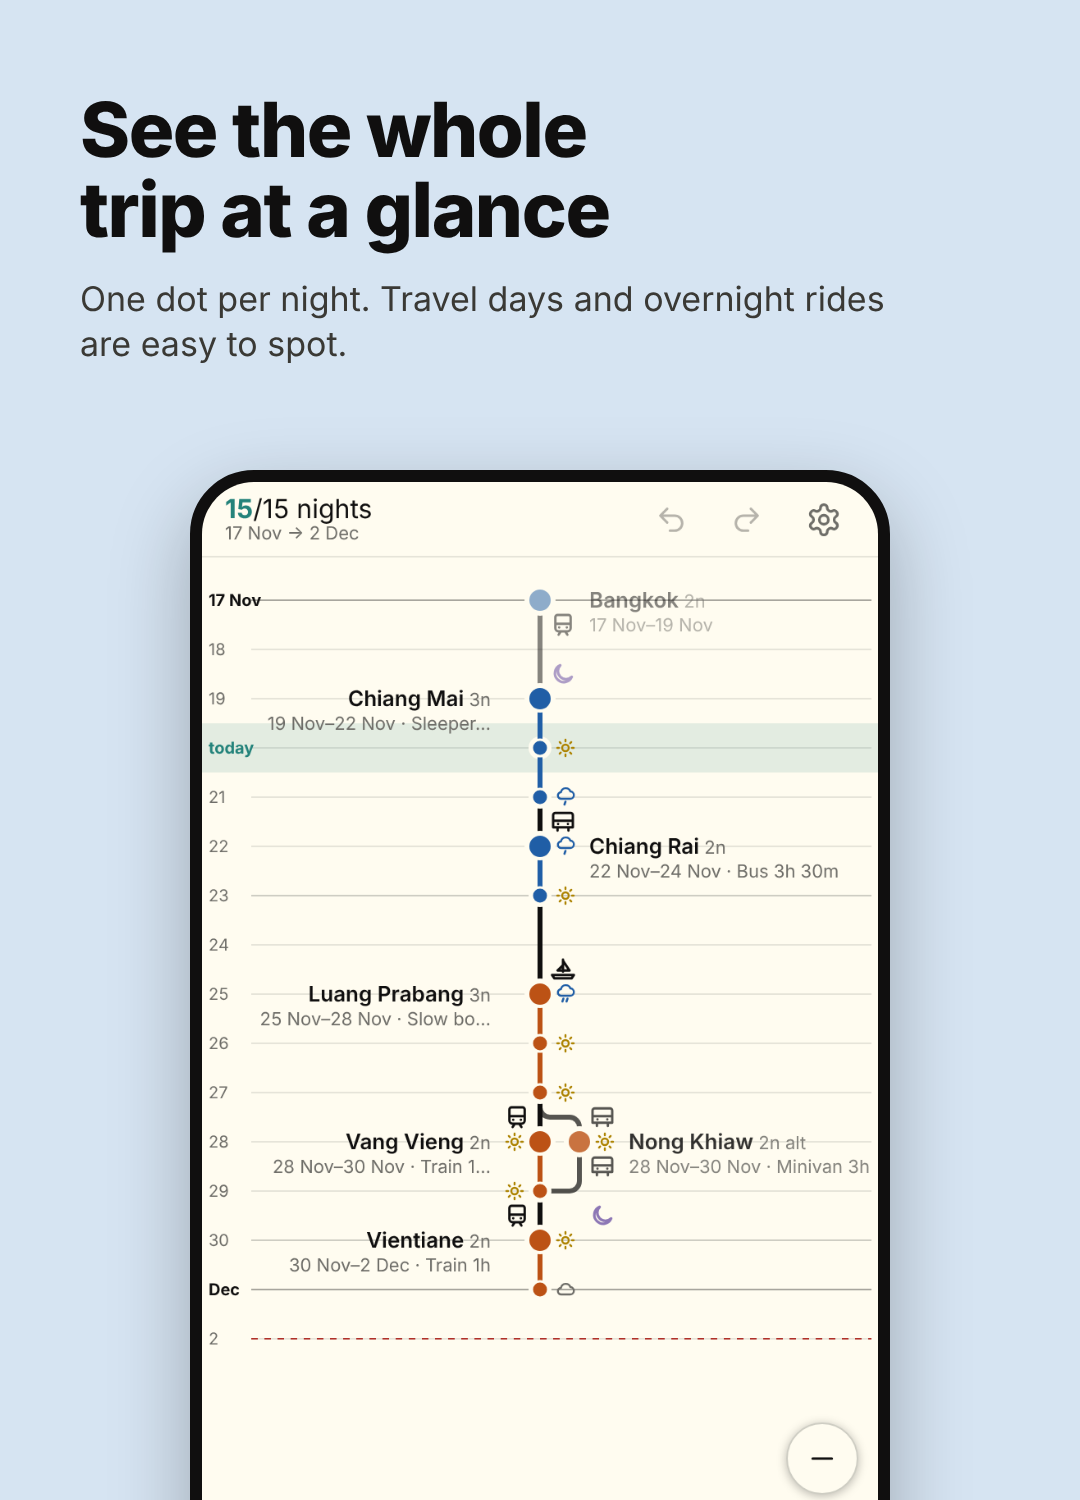 See the whole
trip at a glance
One dot per night. Travel days and overnight rides
are easy to spot.
15/15 nights
17 Nov → 2 Dec
17 Nov
Bangkok 2n
17 Nov–19 Nov
18
19
Chiang Mai 3n
19 Nov–22 Nov · Sleeper...
today
21
22
Chiang Rai 2n
22 Nov–24 Nov · Bus 3h 30m
23
24
25
Luang Prabang 3n
25 Nov–28 Nov · Slow bo...
26
27
28
Vang Vieng 2n
28 Nov–30 Nov · Train 1...
Nong Khiaw 2n alt
28 Nov–30 Nov · Minivan 3h
29
30
Vientiane 2n
30 Nov–2 Dec · Train 1h
Dec
2